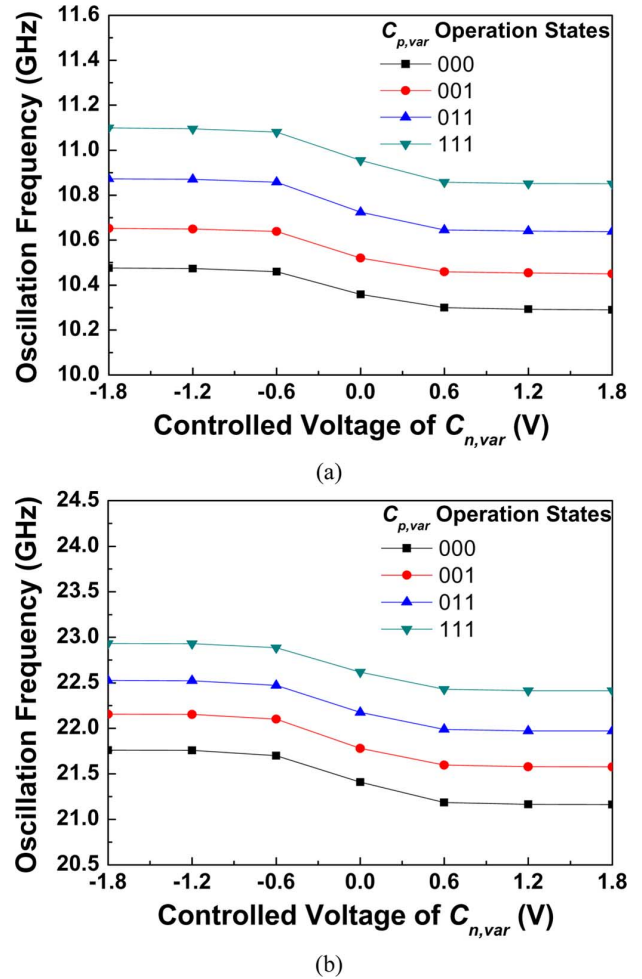 11.6
11.4
11.2
11.0
10.8
10.6
10.4
10.2
10.0
Oscillation Frequency (GHz)
C_{p,var} Operation States
000
001
011
111
-1.8 -1.2 -0.6 0.0 0.6 1.2 1.8
Controlled Voltage of C_{n,var} (V)
(a)
24.5
24.0
23.5
23.0
22.5
22.0
21.5
21.0
20.5
Oscillation Frequency (GHz)
C_{p,var} Operation States
000
001
011
111
-1.8 -1.2 -0.6 0.0 0.6 1.2 1.8
Controlled Voltage of C_{n,var} (V)
(b)